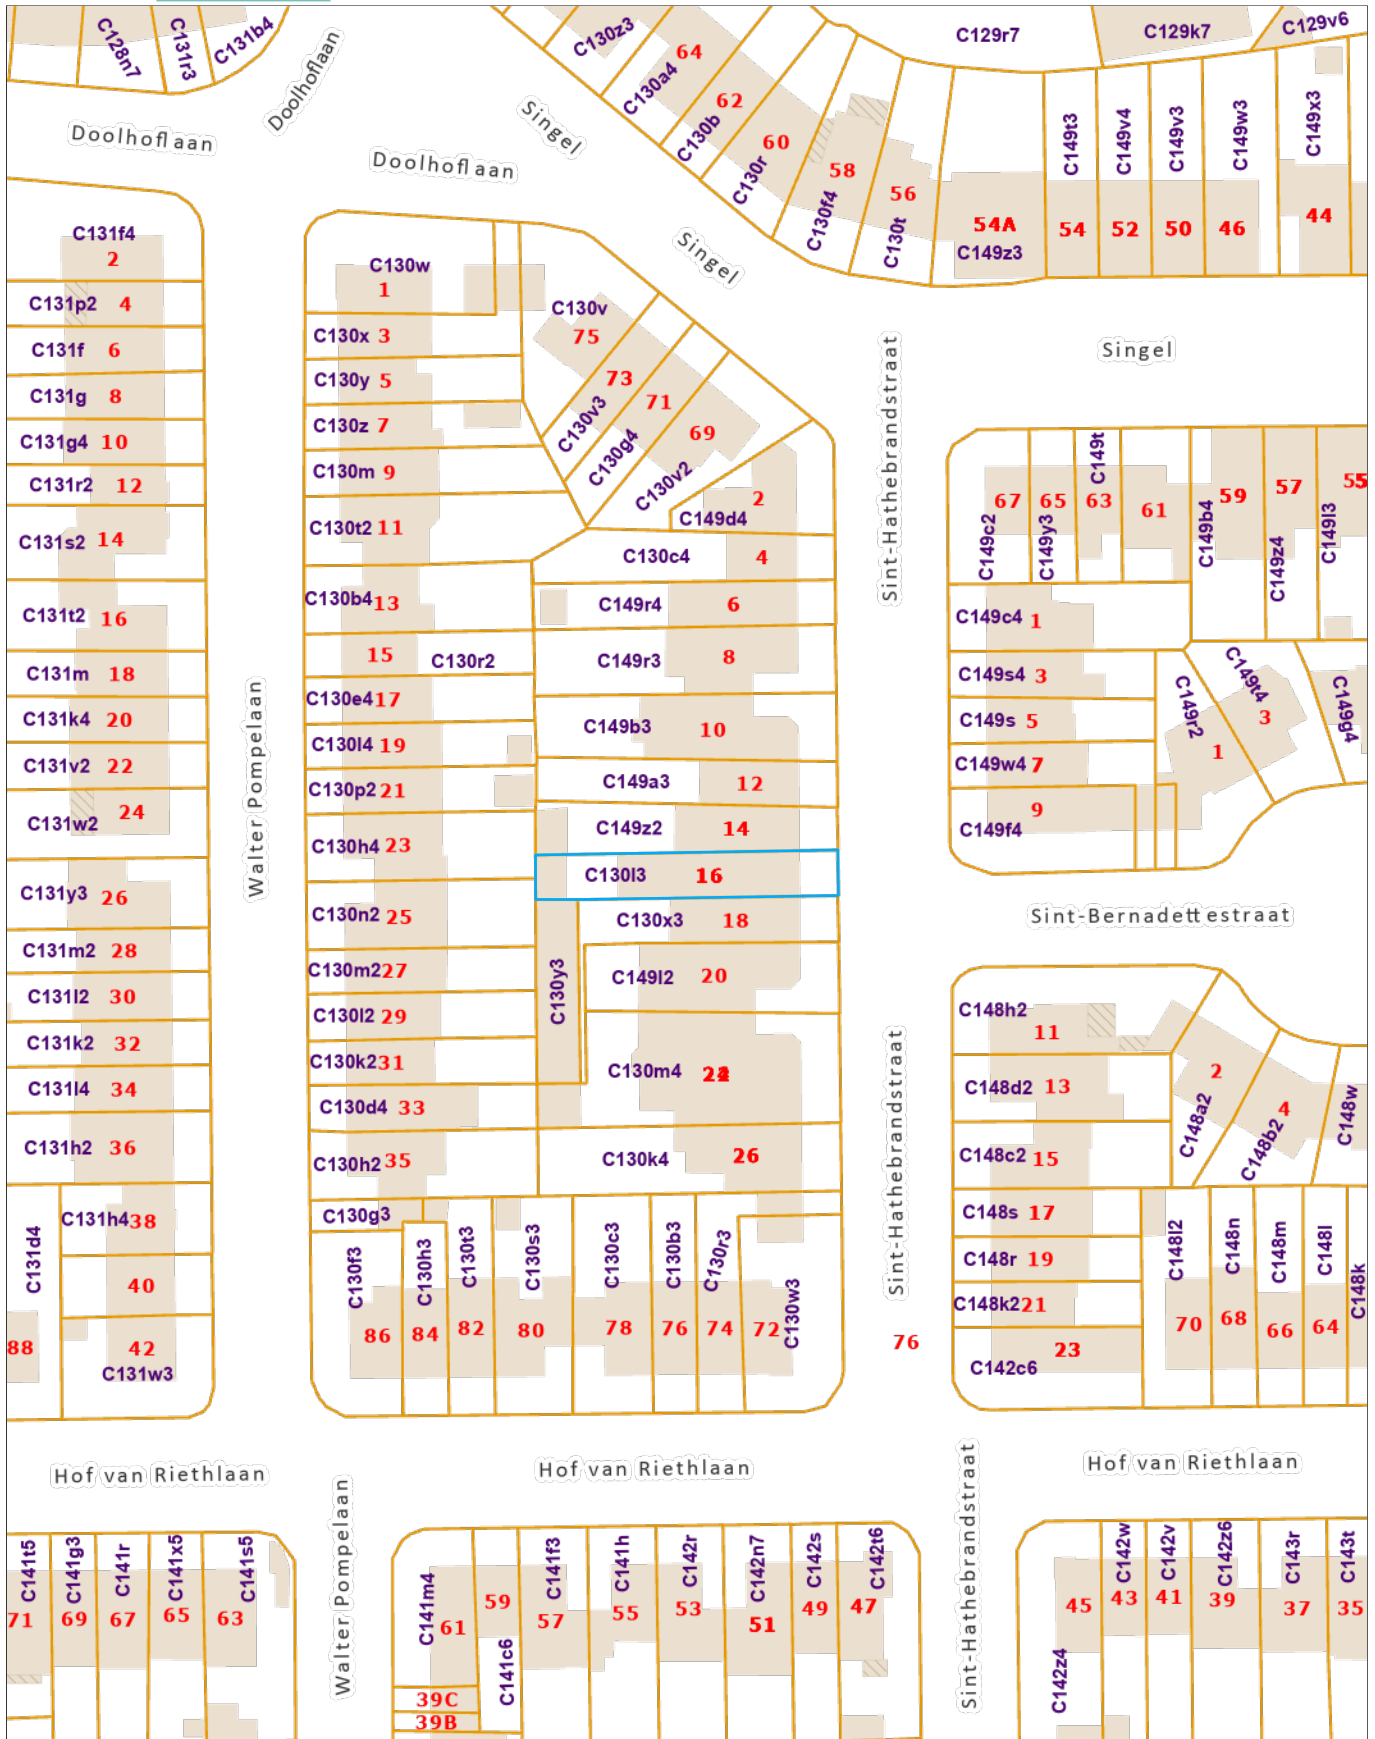 C128n7
C131r3
C131b4
Doolhoflaan
Doolhoflaan
Doolhoflaan
Singel
Singel
Singel
C130z3
64
C130a4
62
C130b
60
C130r
58
C130f4
56
C130t
C129r7
C129k7
C129v6
54A
C149z3
C149t3
54
C149v4
52
C149v3
50
C149w3
46
C149x3
44
C131f4
2
C131p2 4
C131f 6
C131g 8
C131g4 10
C131r2 12
C131s2 14
C131t2 16
C131m 18
C131k4 20
C131v2 22
C131w2 24
C131y3 26
C131m2 28
C131l2 30
C131k2 32
C131l4 34
C131h2 36
C131h4 38
40
42
C131w3
C131d4
88
Walter Pompelaan
C130w
1
C130x 3
C130y 5
C130z 7
C130m 9
C130t2 11
C130b4 13
15 C130r2
C130e4 17
C130l4 19
C130p2 21
C130h4 23
C130n2 25
C130m2 27
C130l2 29
C130k2 31
C130d4 33
C130h2 35
C130g3
C130v
75
73
C130v3
71
C130g4
69
C130v2
2
C149d4
C130c4 4
C149r4 6
C149r3 8
C149b3 10
C149a3 12
C149z2 14
C130l3 16
C130x3 18
C149l2 20
C130y3
C130m4
C130k4 26
C130f3
86
C130h3
84
C130t3
82
C130s3
80
C130c3
78
C130b3
76
C130r3
74
72
C130w3
Sint-Hathebrandstraat
Sint-Hathebrandstraat
76
67
C149c2
65
C149y3
C149t
63
61
C149b4
59
57
C149z4
55
C149l3
C149c4 1
C149s4 3
C149s 5
C149w4 7
9
C149f4
C149r2
1
C149t4
3
C149g4
Sint-Bernadettestraat
C148h2
11
C148d2 13
C148c2 15
C148s 17
C148r 19
C148k2 21
23
C142c6
2
C148a2
4
C148b2
C148w
C148l2
70
C148n
68
C148m
66
C148l
64
C148k
Hof van Riethlaan
Hof van Riethlaan
Hof van Riethlaan
Walter Pompelaan
Sint-Hathebrandstraat
C141t5
71
C141g3
69
C141r
67
C141x5
65
C141s5
63
C141m4
61
59
C141c6
39C
39B
C141f3
57
C141h
55
C142r
53
C142n7
51
C142s
49
C142t6
47
45
C142z4
C142w
43
C142v
41
C142z6
39
C143r
37
C143t
35